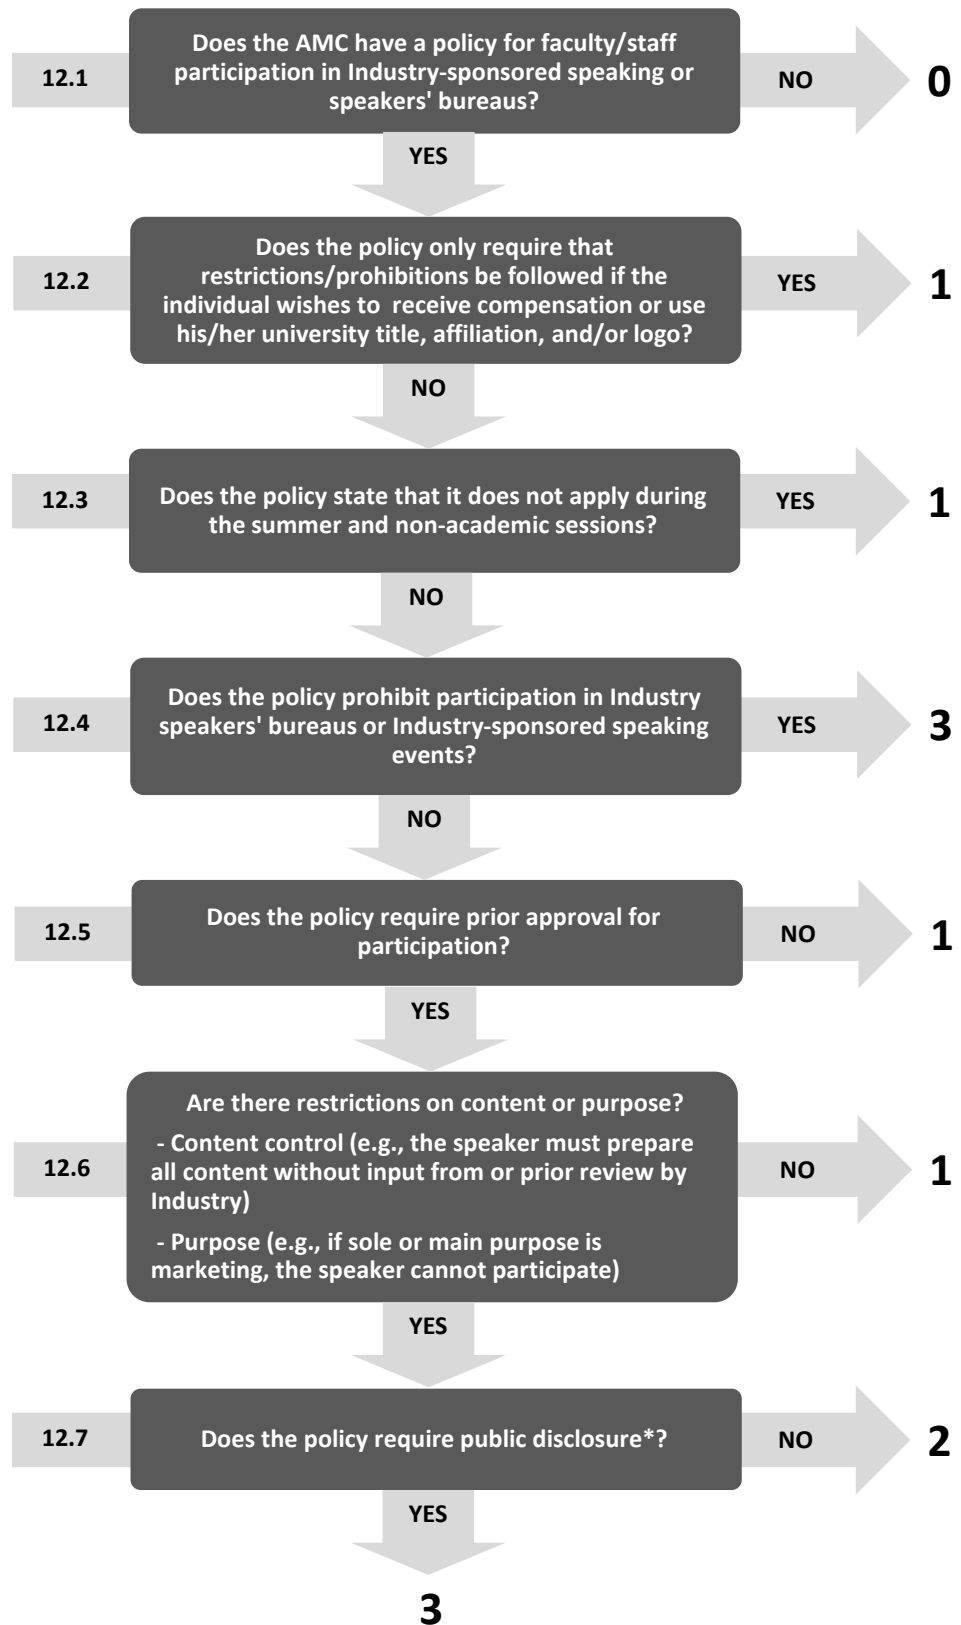 Does the AMC have a policy for faculty/staff
participation in Industry-sponsored speaking or
speakers' bureaus?
12.1
NO
0
YES
Does the policy only require that
restrictions/prohibitions be followed if the
individual wishes to  receive compensation or use
his/her university title, affiliation, and/or logo?
12.2
YES
1
NO
Does the policy state that it does not apply during
the summer and non-academic sessions?
12.3
YES
1
NO
Does the policy prohibit participation in Industry
speakers' bureaus or Industry-sponsored speaking
events?
12.4
YES
3
NO
Does the policy require prior approval for
participation?
12.5
NO
1
YES
Are there restrictions on content or purpose?
- Content control (e.g., the speaker must prepare
all content without input from or prior review by
Industry)
- Purpose (e.g., if sole or main purpose is
marketing, the speaker cannot participate)
12.6
NO
1
YES
Does the policy require public disclosure*?
12.7
NO
2
YES
3